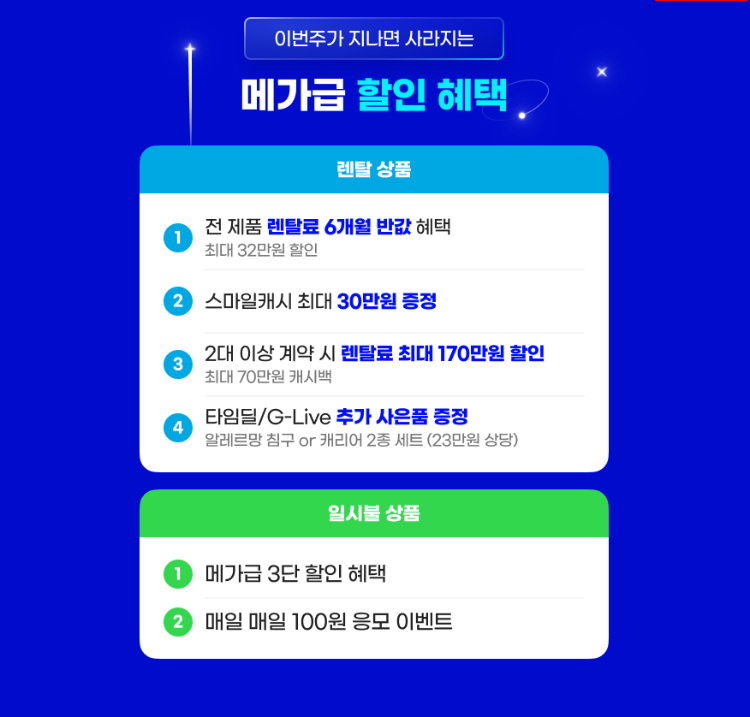 이번주가 지나면 사라지는
메가급 할인 혜택
렌탈 상품
1 전 제품 렌탈료 6개월 반값 혜택
최대 32만원 할인
2 스마일캐시 최대 30만원 증정
3 2대 이상 계약 시 렌탈료 최대 170만원 할인
최대 70만원 캐시백
4 타임딜/G-Live 추가 사은품 증정
알레르망 침구 or 캐리어 2종 세트 (23만원 상당)
일시불 상품
1 메가급 3단 할인 혜택
2 매일 매일 100원 응모 이벤트